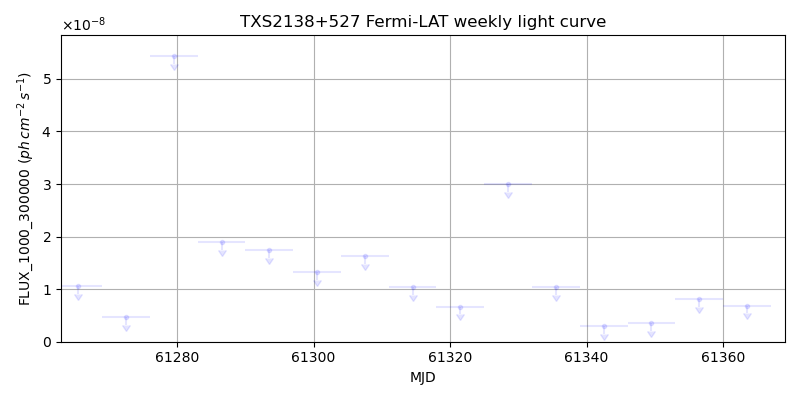 TXS2138+527 Fermi-LAT weekly light curve
×10⁻⁸
FLUX_1000_300000 (ph cm⁻² s⁻¹)
5
4
3
2
1
0
61280 61300 61320 61340 61360
MJD